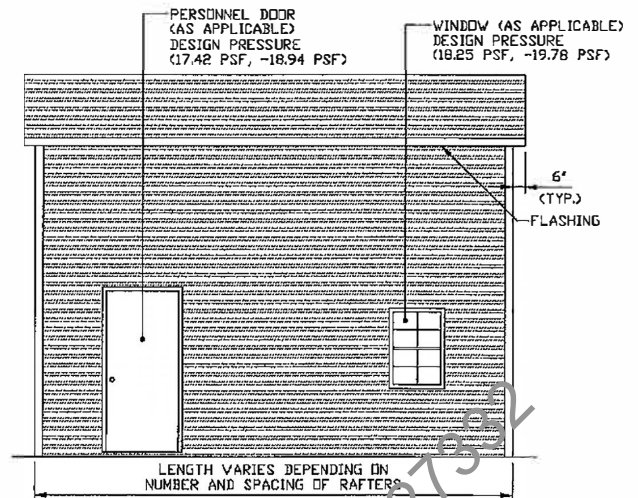 PERSONNEL DOOR
(AS APPLICABLE)
DESIGN PRESSURE
(17.42 PSF, -18.94 PSF)
WINDOW (AS APPLICABLE)
DESIGN PRESSURE
(18.25 PSF, -19.78 PSF)
6"
(TYP.)
FLASHING
LENGTH VARIES DEPENDING ON
NUMBER AND SPACING OF RAFTERS